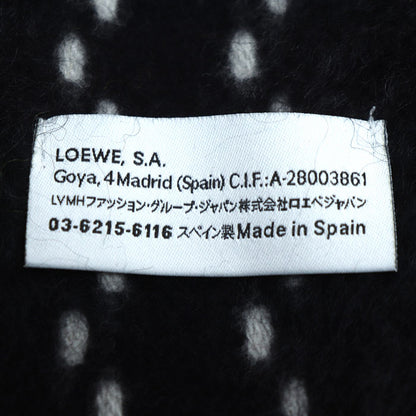 LOEWE, S.A.
Goya, 4 Madrid (Spain) C.I.F.:A-28003861
LVMHファッション・グループ・ジャパン株式会社ロエベジャパン
03-6215-6116 スペイン製 Made in Spain